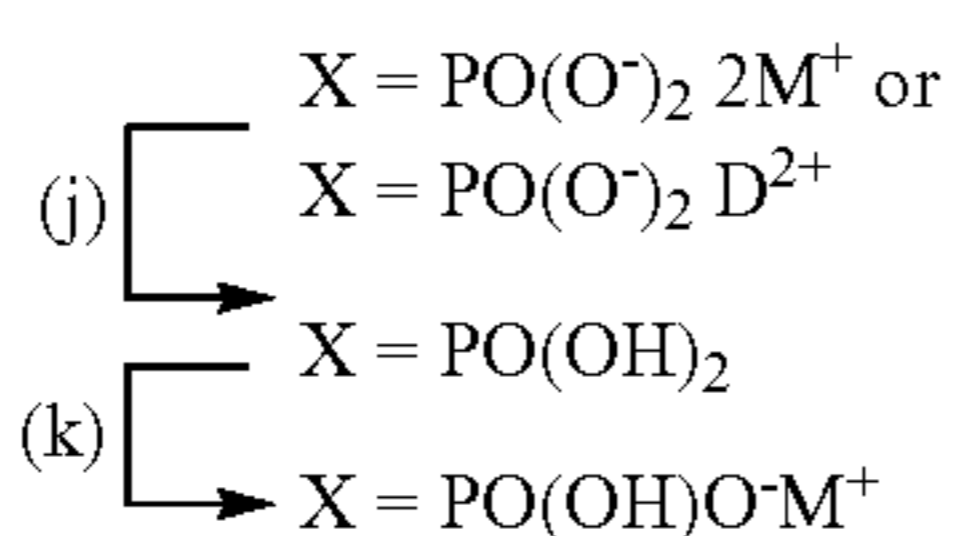 X = PO(O⁻)₂ 2M⁺ or
X = PO(O⁻)₂ D²⁺
(j)
X = PO(OH)₂
(k)
X = PO(OH)O⁻M⁺